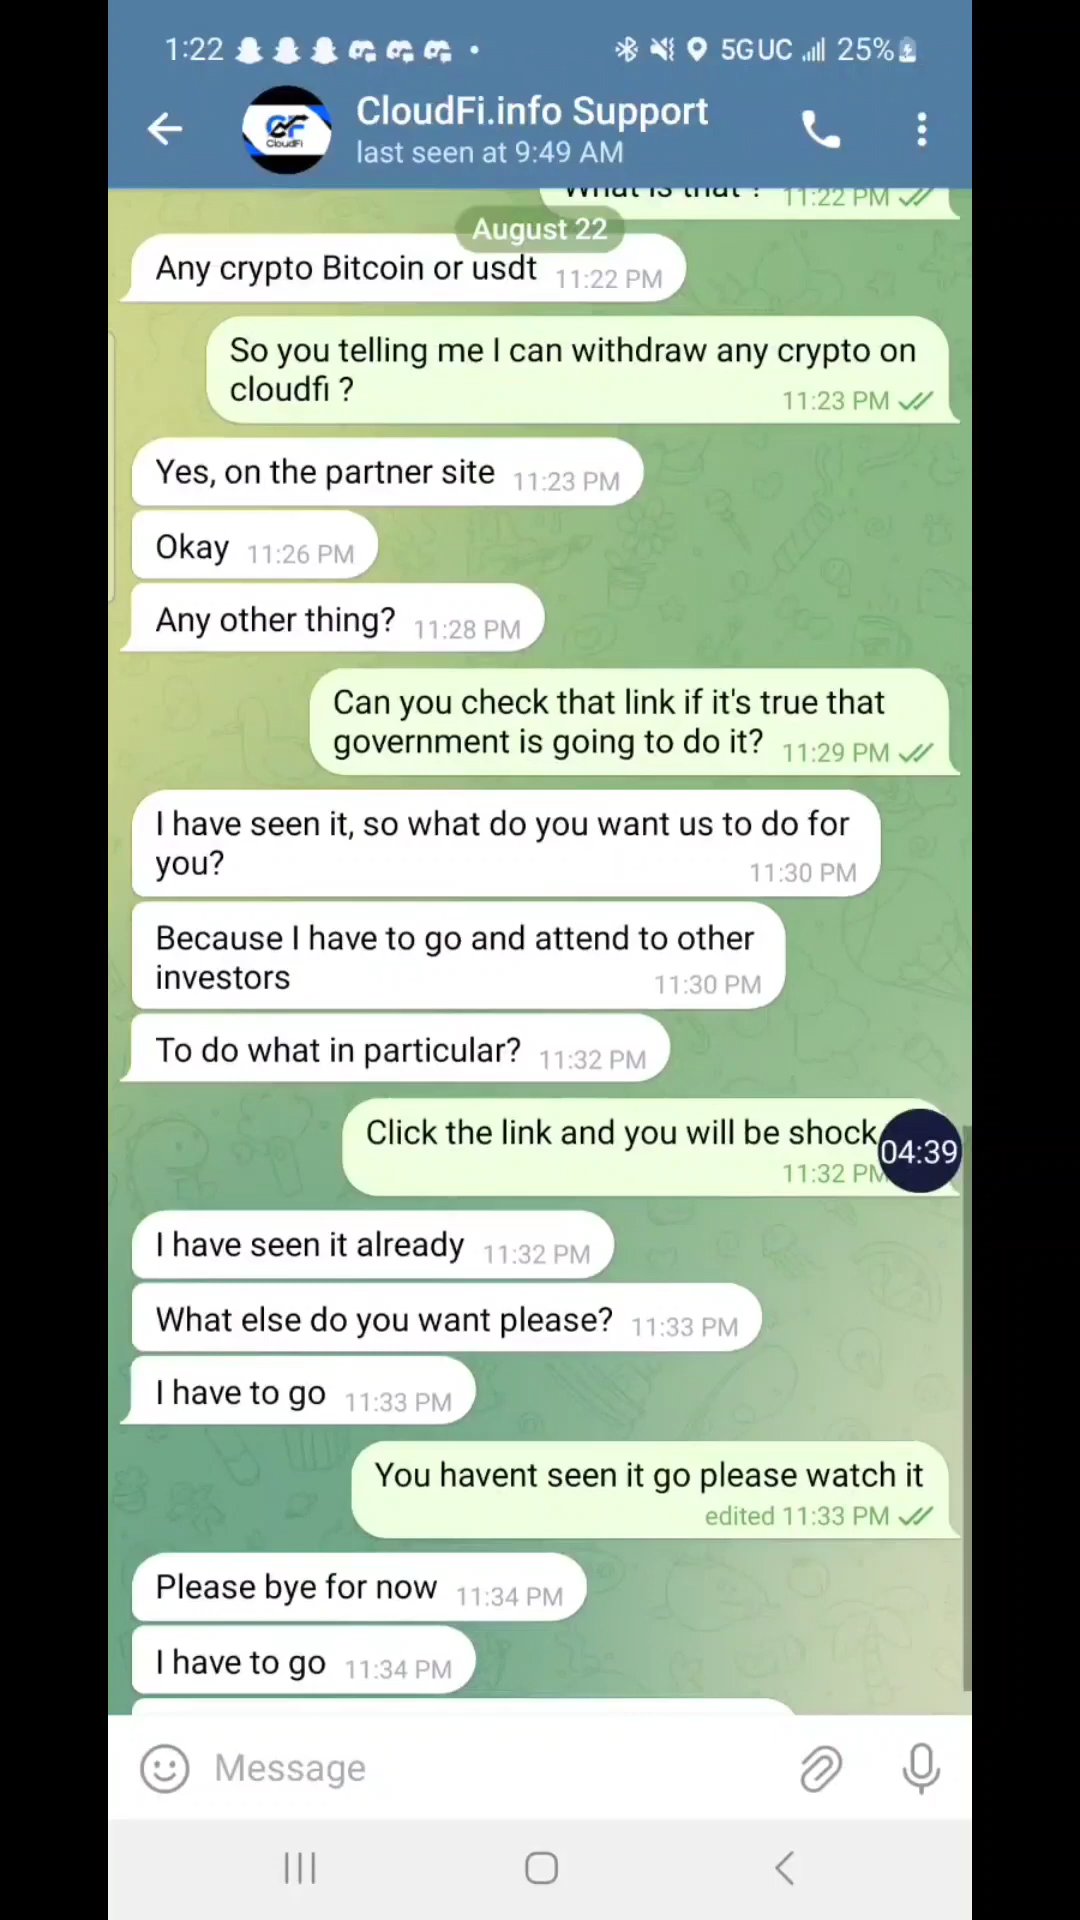 1:22
5G UC
25%
CF
CloudFi
CloudFi.info Support
last seen at 9:49 AM
What is that ? 11:22 PM
August 22
Any crypto Bitcoin or usdt 11:22 PM
So you telling me I can withdraw any crypto on
cloudfi ?
11:23 PM
Yes, on the partner site 11:23 PM
Okay 11:26 PM
Any other thing? 11:28 PM
Can you check that link if it's true that
government is going to do it? 11:29 PM
I have seen it, so what do you want us to do for
you?
11:30 PM
Because I have to go and attend to other
investors
11:30 PM
To do what in particular? 11:32 PM
Click the link and you will be shock
04:39
11:32 PM
I have seen it already 11:32 PM
What else do you want please? 11:33 PM
I have to go 11:33 PM
You havent seen it go please watch it
edited 11:33 PM
Please bye for now 11:34 PM
I have to go 11:34 PM
Message